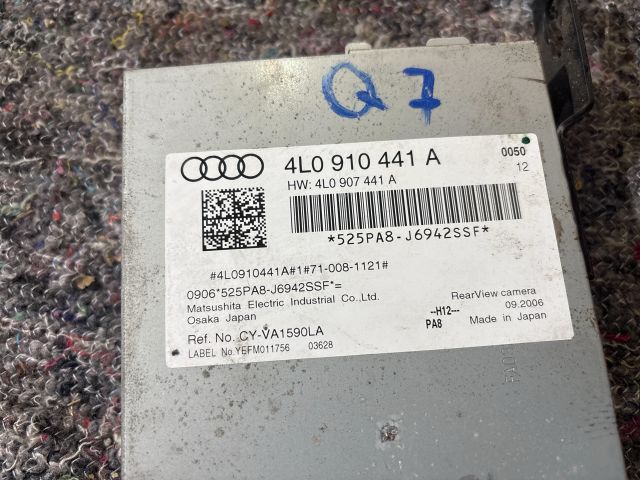 Q7
4L0 910 441 A
0050
12
HW: 4L0 907 441 A
*525PA8-J6942SSF*
#4L0910441A#1#71-008-1121#
0906*525PA8-J6942SSF*=
Matsushita Electric Industrial Co.,Ltd.
Osaka Japan
RearView camera
--H12--- 09.2006
PA8 Made in Japan
Ref. No. CY-VA1590LA
LABEL No.Y6FM011756 03628